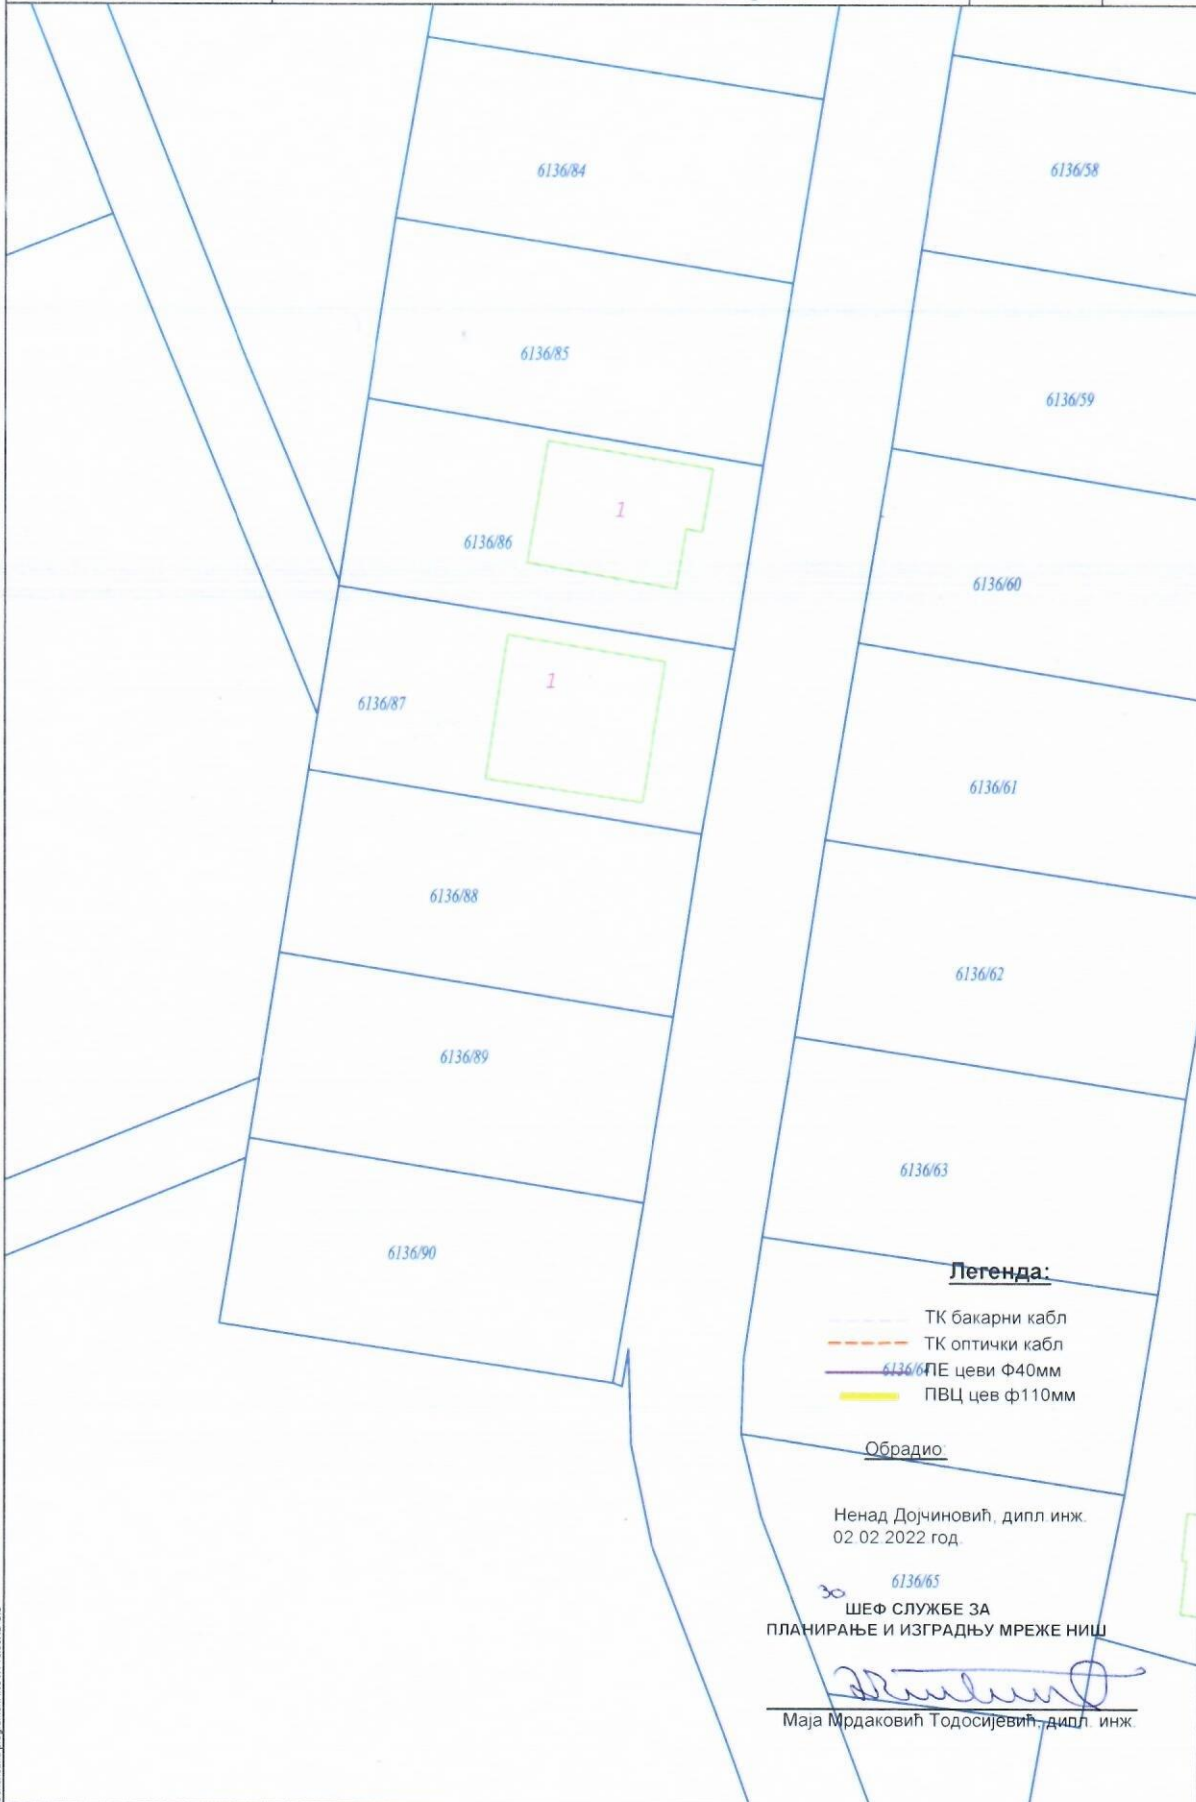 6136/84
6136/58
6136/85
6136/59
1
6136/86
6136/60
1
6136/87
6136/61
6136/88
6136/62
6136/89
6136/63
6136/90
Легенда:
ТК бакарни кабл
ТК оптички кабл
ПЕ цеви Ф40мм
ПВЦ цев ф110мм
Обрадио:
Ненад Дојчиновић, дипл.инж.
02.02.2022 год.
6136/65
ЗО
ШЕФ СЛУЖБЕ ЗА
ПЛАНИРАЊЕ И ИЗГРАДЊУ МРЕЖЕ НИШ
Маја Мрдаковић Тодосијевић, дипл. инж.